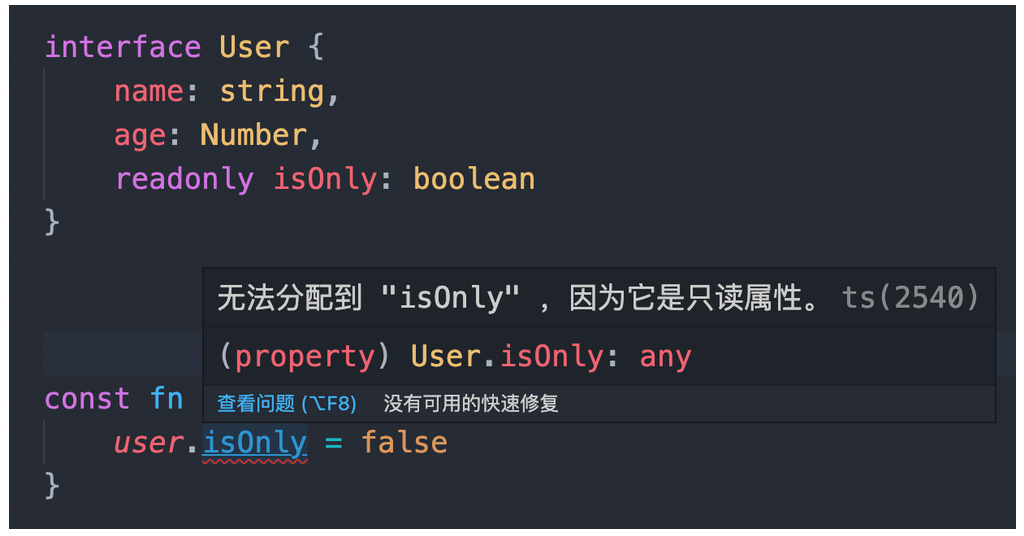 interface User {
name: string,
age: Number,
readonly isOnly: boolean
}
无法分配到 "isOnly" ，因为它是只读属性。 ts(2540)
(property) User.isOnly: any
const fn
查看问题 (⌥F8) 没有可用的快速修复
user.isOnly = false
}